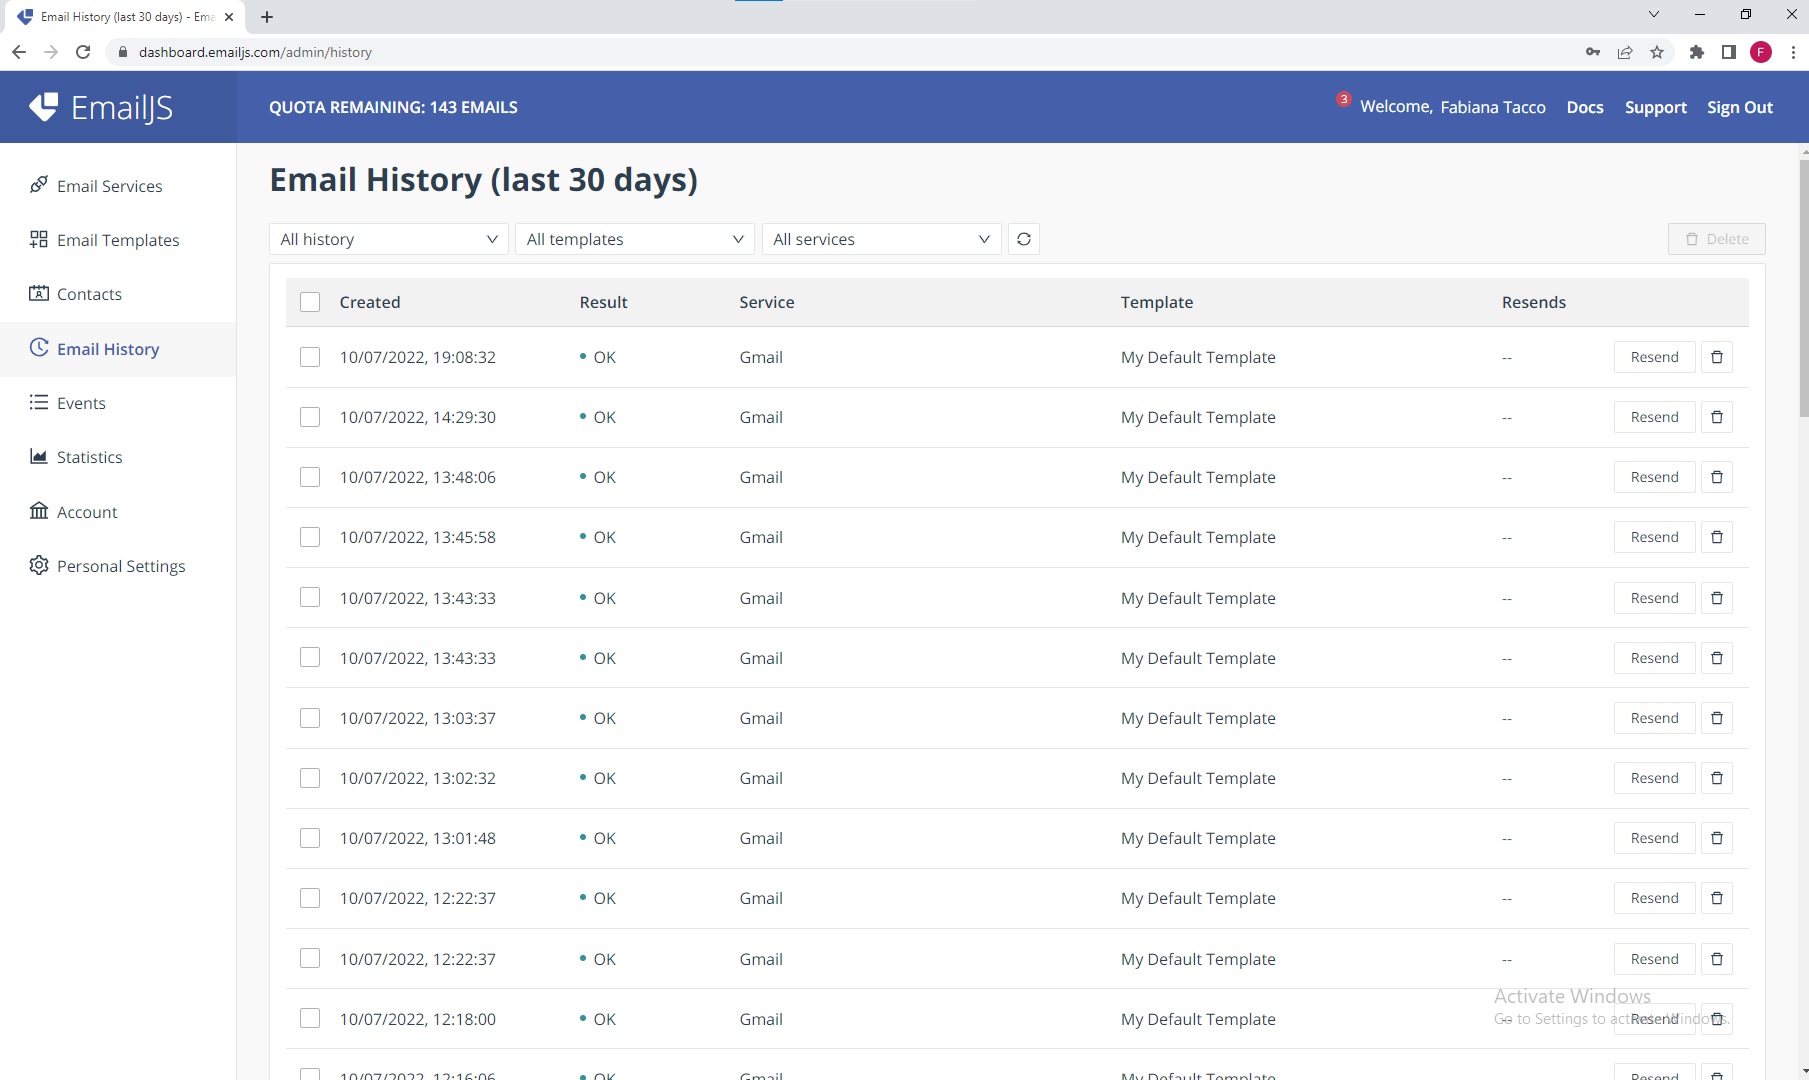 Email History (last 30 days) - Ema
dashboard.emailjs.com/admin/history
F
EmailJS
QUOTA REMAINING: 143 EMAILS
3 Welcome, Fabiana Tacco Docs Support Sign Out
Email Services
Email Templates
Contacts
Email History
Events
Statistics
Account
Personal Settings
Email History (last 30 days)
All history All templates All services Delete
Created Result Service Template Resends
10/07/2022, 19:08:32 • OK Gmail My Default Template -- Resend
10/07/2022, 14:29:30 • OK Gmail My Default Template -- Resend
10/07/2022, 13:48:06 • OK Gmail My Default Template -- Resend
10/07/2022, 13:45:58 • OK Gmail My Default Template -- Resend
10/07/2022, 13:43:33 • OK Gmail My Default Template -- Resend
10/07/2022, 13:43:33 • OK Gmail My Default Template -- Resend
10/07/2022, 13:03:37 • OK Gmail My Default Template -- Resend
10/07/2022, 13:02:32 • OK Gmail My Default Template -- Resend
10/07/2022, 13:01:48 • OK Gmail My Default Template -- Resend
10/07/2022, 12:22:37 • OK Gmail My Default Template -- Resend
10/07/2022, 12:22:37 • OK Gmail My Default Template -- Resend
Activate Windows
Go to Settings to activate Windows.
10/07/2022, 12:18:00 • OK Gmail My Default Template -- Resend
10/07/2022, 12:16:06 • OK Gmail My Default Template -- Resend